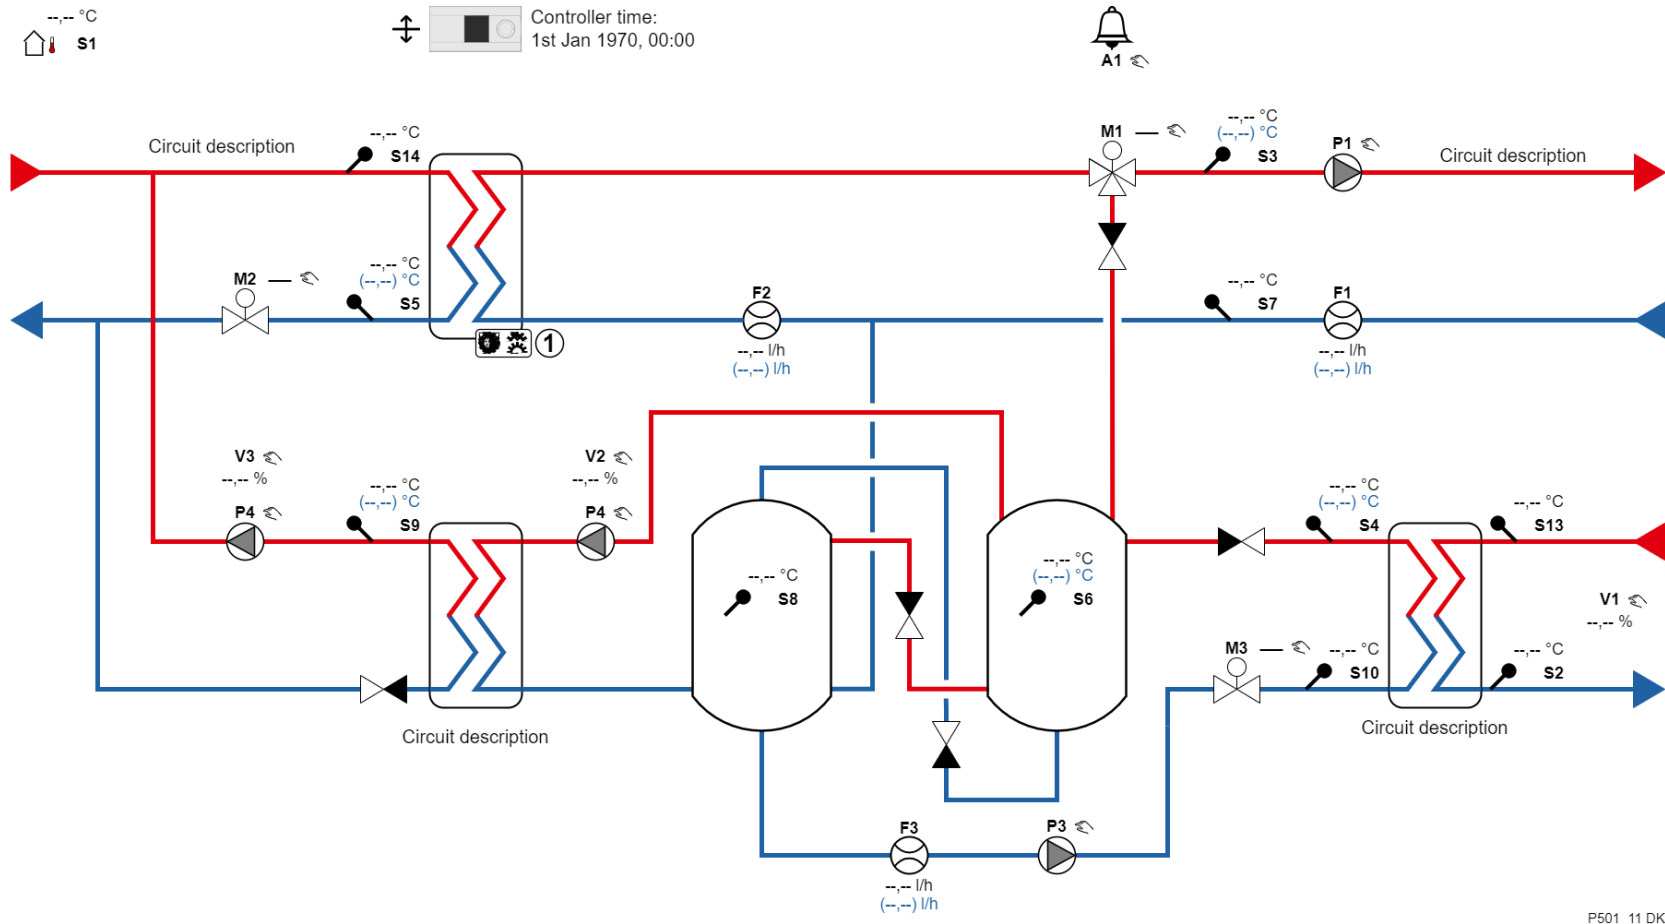 --,-- °C
S1
Controller time:
1st Jan 1970, 00:00
A1
Circuit description
--,-- °C
S14
M1
--,-- °C
(--,--) °C
S3
P1
Circuit description
M2
--,-- °C
(--,--) °C
S5
1
F2
--,-- l/h
(--,--) l/h
--,-- °C
S7
F1
--,-- l/h
(--,--) l/h
V3
--,-- %
P4
--,-- °C
(--,--) °C
S9
V2
--,-- %
P4
--,-- °C
S8
--,-- °C
(--,--) °C
S6
--,-- °C
(--,--) °C
S4
--,-- °C
S13
V1
--,-- %
M3
--,-- °C
S10
--,-- °C
S2
Circuit description
Circuit description
F3
--,-- l/h
(--,--) l/h
P3
P501_11 DK